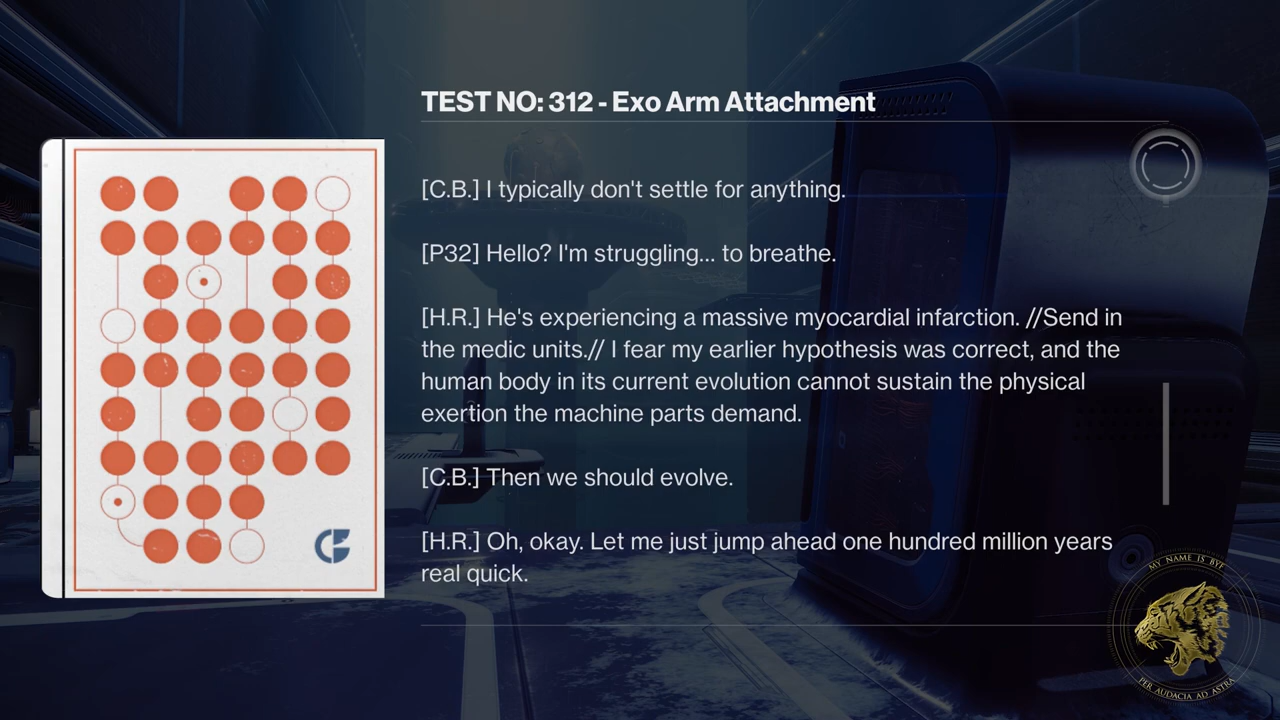 TEST NO: 312 - Exo Arm Attachment
[C.B.] I typically don't settle for anything.
[P32] Hello? I'm struggling... to breathe.
[H.R.] He's experiencing a massive myocardial infarction. //Send in
the medic units.// I fear my earlier hypothesis was correct, and the
human body in its current evolution cannot sustain the physical
exertion the machine parts demand.
[C.B.] Then we should evolve.
[H.R.] Oh, okay. Let me just jump ahead one hundred million years
real quick.
MY NAME IS BYF
PER AUDACIA AD ASTRA